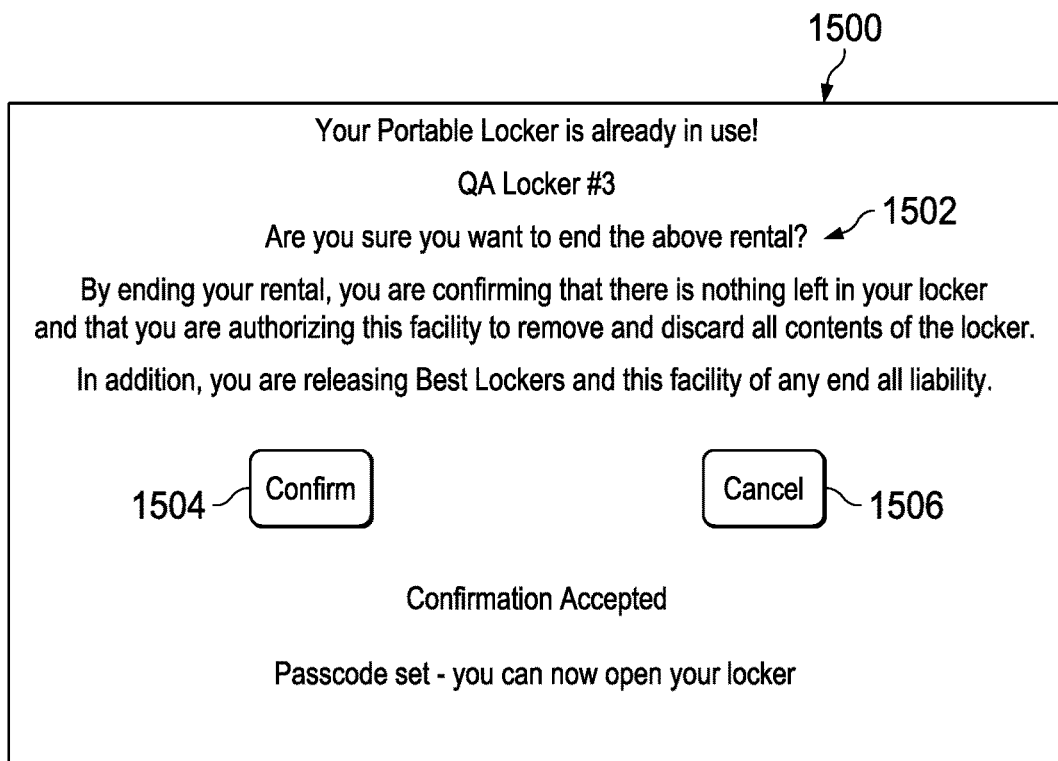 1500
Your Portable Locker is already in use!
QA Locker #3
Are you sure you want to end the above rental?
1502
By ending your rental, you are confirming that there is nothing left in your locker
and that you are authorizing this facility to remove and discard all contents of the locker.
In addition, you are releasing Best Lockers and this facility of any end all liability.
1504
Confirm
Cancel
1506
Confirmation Accepted
Passcode set - you can now open your locker